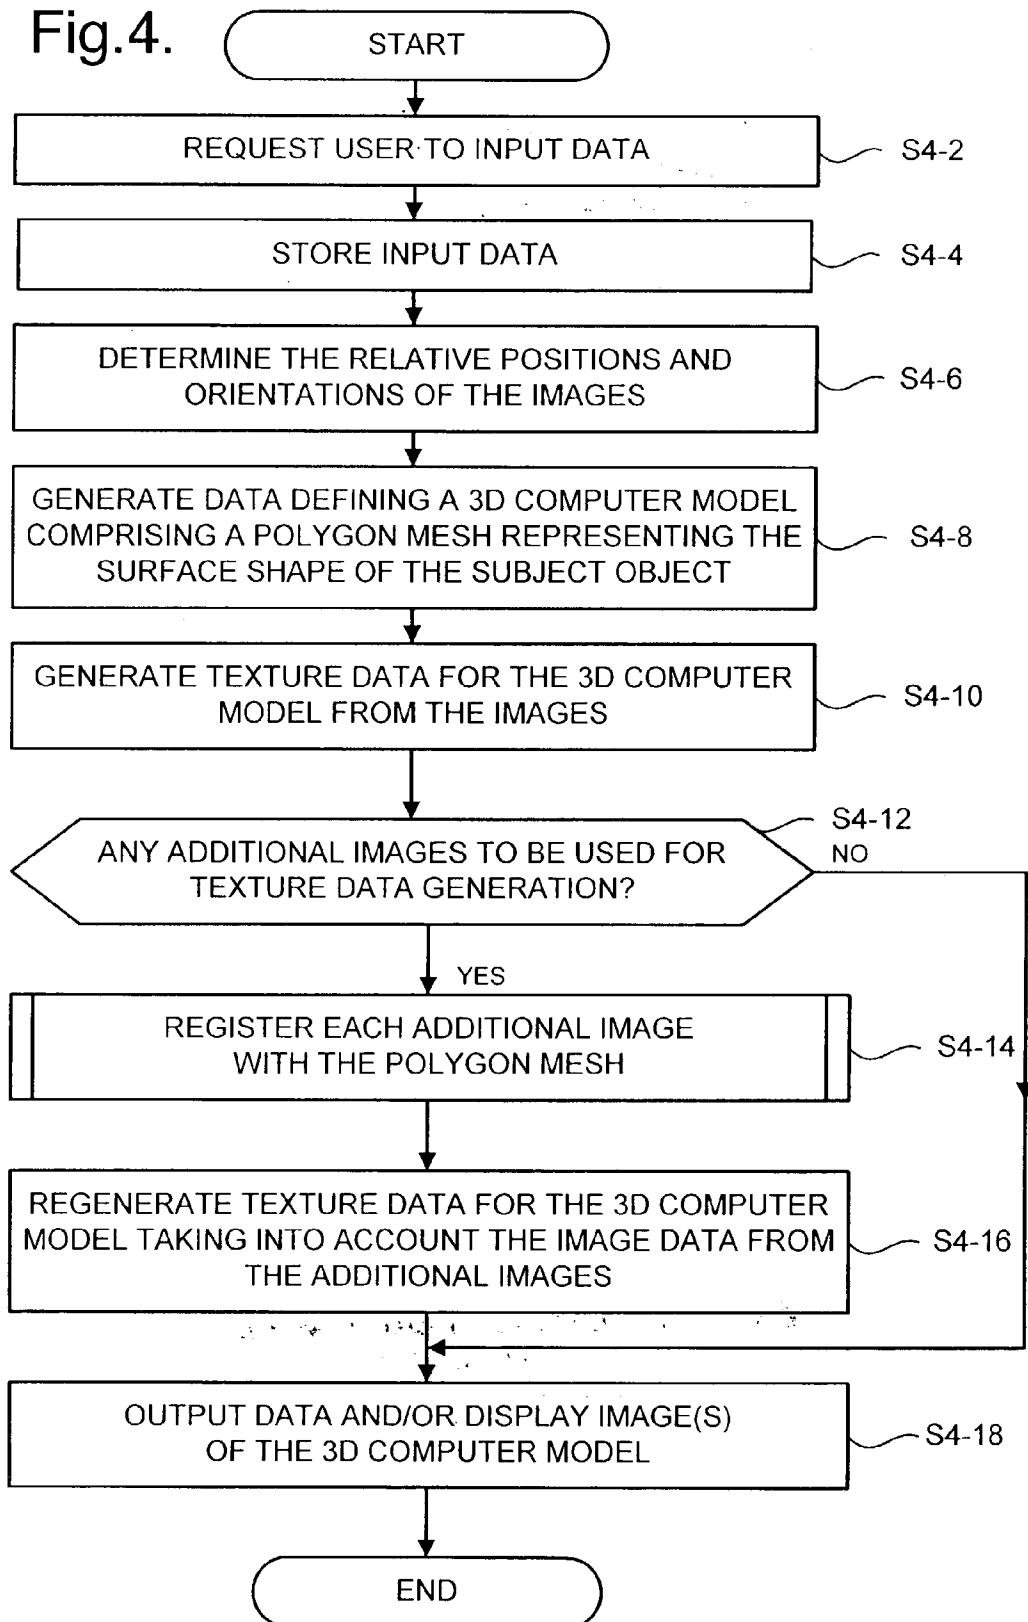 Fig.4.
START
REQUEST USER TO INPUT DATA
S4-2
STORE INPUT DATA
S4-4
DETERMINE THE RELATIVE POSITIONS AND
ORIENTATIONS OF THE IMAGES
S4-6
GENERATE DATA DEFINING A 3D COMPUTER MODEL
COMPRISING A POLYGON MESH REPRESENTING THE
SURFACE SHAPE OF THE SUBJECT OBJECT
S4-8
GENERATE TEXTURE DATA FOR THE 3D COMPUTER
MODEL FROM THE IMAGES
S4-10
ANY ADDITIONAL IMAGES TO BE USED FOR
TEXTURE DATA GENERATION?
S4-12
NO
YES
REGISTER EACH ADDITIONAL IMAGE
WITH THE POLYGON MESH
S4-14
REGENERATE TEXTURE DATA FOR THE 3D COMPUTER
MODEL TAKING INTO ACCOUNT THE IMAGE DATA FROM
THE ADDITIONAL IMAGES
S4-16
OUTPUT DATA AND/OR DISPLAY IMAGE(S)
OF THE 3D COMPUTER MODEL
S4-18
END